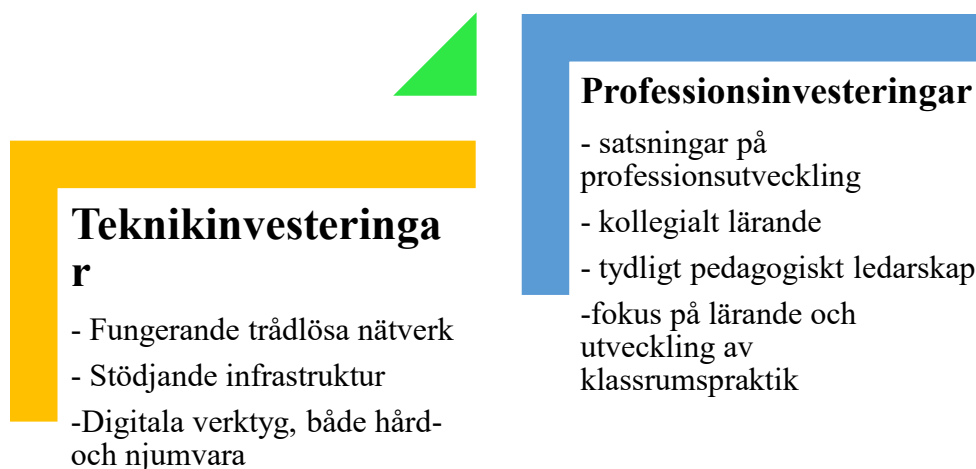 Teknikinvesteringa
r
- Fungerande trådlösa nätverk
- Stödjande infrastruktur
-Digitala verktyg, både hård-
och njumvara
Professionsinvesteringar
- satsningar på
professionsutveckling
- kollegialt lärande
- tydligt pedagogiskt ledarskap
-fokus på lärande och
utveckling av
klassrumspraktik